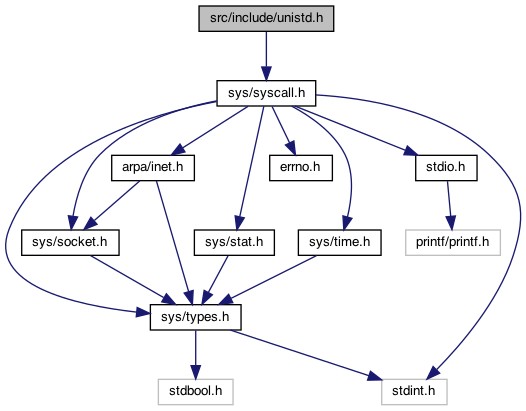 src/include/unistd.h
sys/syscall.h
arpa/inet.h
errno.h
stdio.h
sys/socket.h
sys/stat.h
sys/time.h
printf/printf.h
sys/types.h
stdbool.h
stdint.h